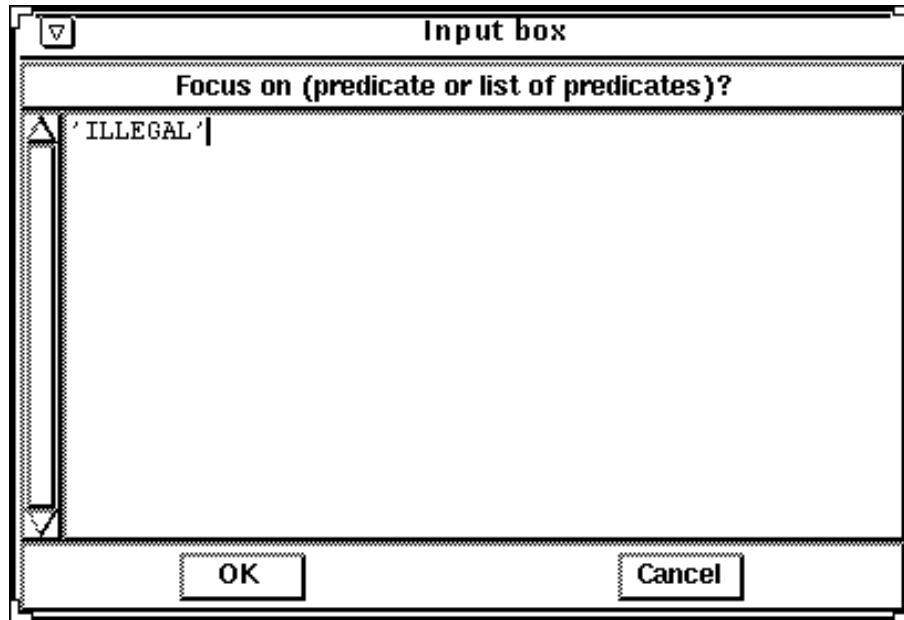 Input box
Focus on (predicate or list of predicates)?
'ILLEGAL'
OK Cancel